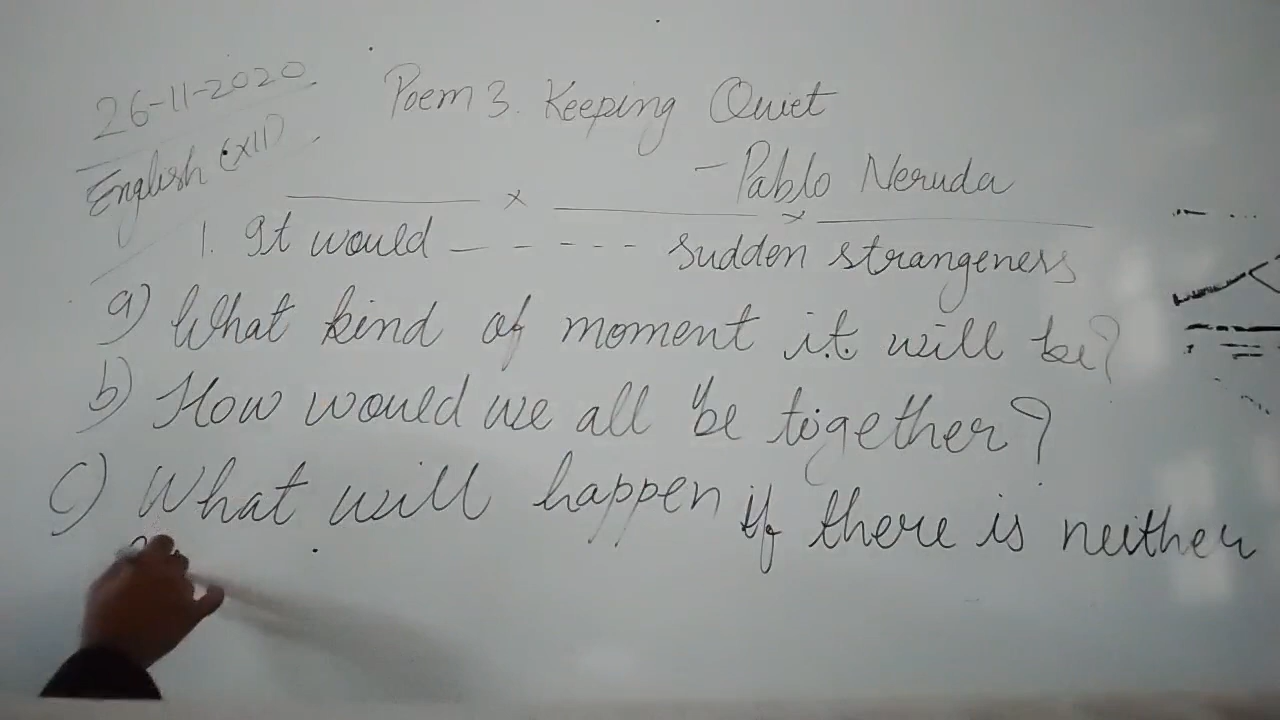 26-11-2020.
Poem 3. Keeping Quiet
English (XII).
- Pablo Neruda
1. It would - - - - - - sudden strangeness
a) What kind of moment it will be?
b) How would we all be together?
c) What will happen if there is neither